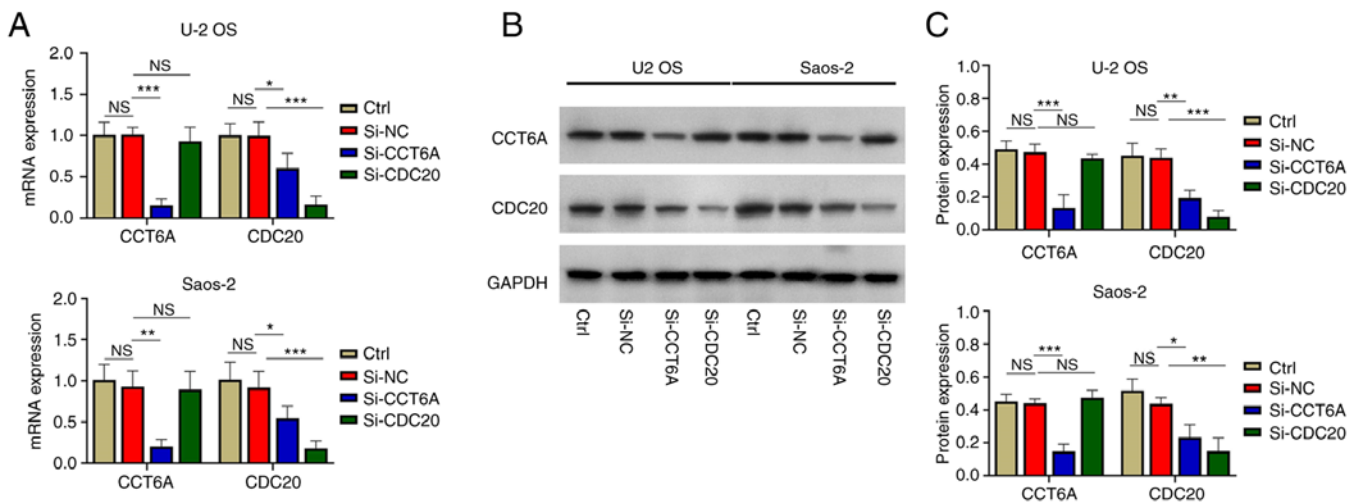 A
U-2 OS
mRNA expression
2.0
1.5
1.0
0.5
0.0
NS
***
NS
NS
*
***
CCT6A
CDC20
Ctrl
Si-NC
Si-CCT6A
Si-CDC20
Saos-2
mRNA expression
2.0
1.5
1.0
0.5
0.0
NS
**
NS
NS
*
***
CCT6A
CDC20
Ctrl
Si-NC
Si-CCT6A
Si-CDC20
B
U2 OS Saos-2
CCT6A
CDC20
GAPDH
Ctrl
Si-NC
Si-CCT6A
Si-CDC20
Ctrl
Si-NC
Si-CCT6A
Si-CDC20
C
U-2 OS
Protein expression
1.0
0.8
0.6
0.4
0.2
0.0
NS
***
NS
NS
**
***
CCT6A
CDC20
Ctrl
Si-NC
Si-CCT6A
Si-CDC20
Saos-2
Protein expression
1.0
0.8
0.6
0.4
0.2
0.0
NS
***
NS
NS
*
**
CCT6A
CDC20
Ctrl
Si-NC
Si-CCT6A
Si-CDC20